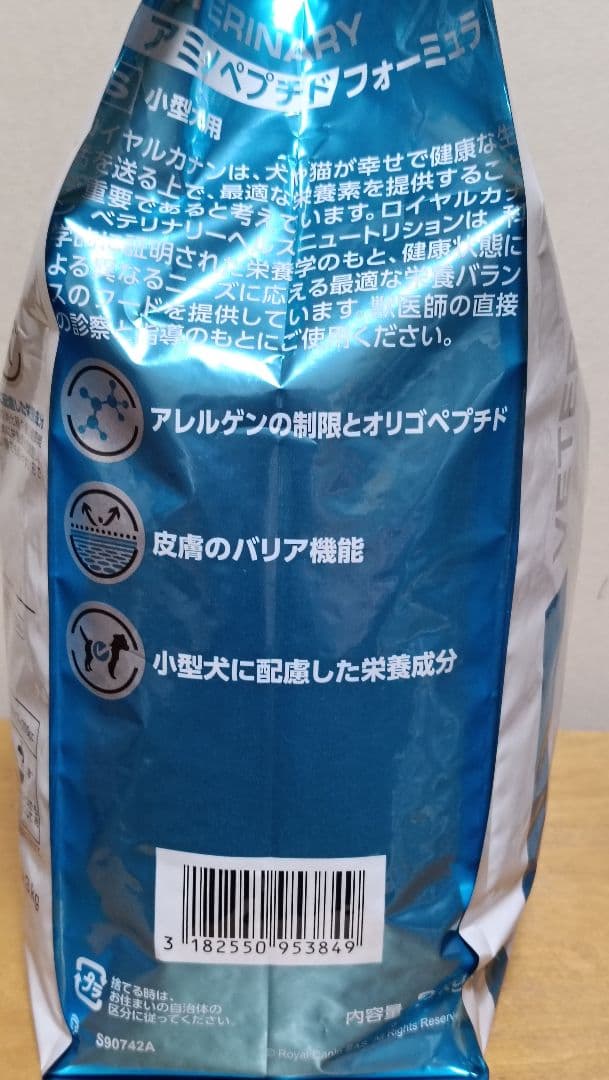 VETERINARY
アミノペプチド フォーミュラ
S 小型犬用
ロイヤルカナンは、犬や猫が幸せで健康な生
を送る上で、最適な栄養素を提供すること
重要であると考えています。ロイヤルカナ
ベテリナリーヘルスニュートリションは、科
学的に証明された栄養学のもと、健康状態に
よる異なるニーズに応える最適な栄養バラン
スのフードを提供しています。獣医師の直接
の診察と指導のもとにご使用ください。
アレルゲンの制限とオリゴペプチド
皮膚のバリア機能
小型犬に配慮した栄養成分
3 182550 953849
プラ
捨てる時は、
お住まいの自治体の
区分に従ってください。
内容量
S90742A
© Royal Canin SAS. All Rights Reserve
VETER